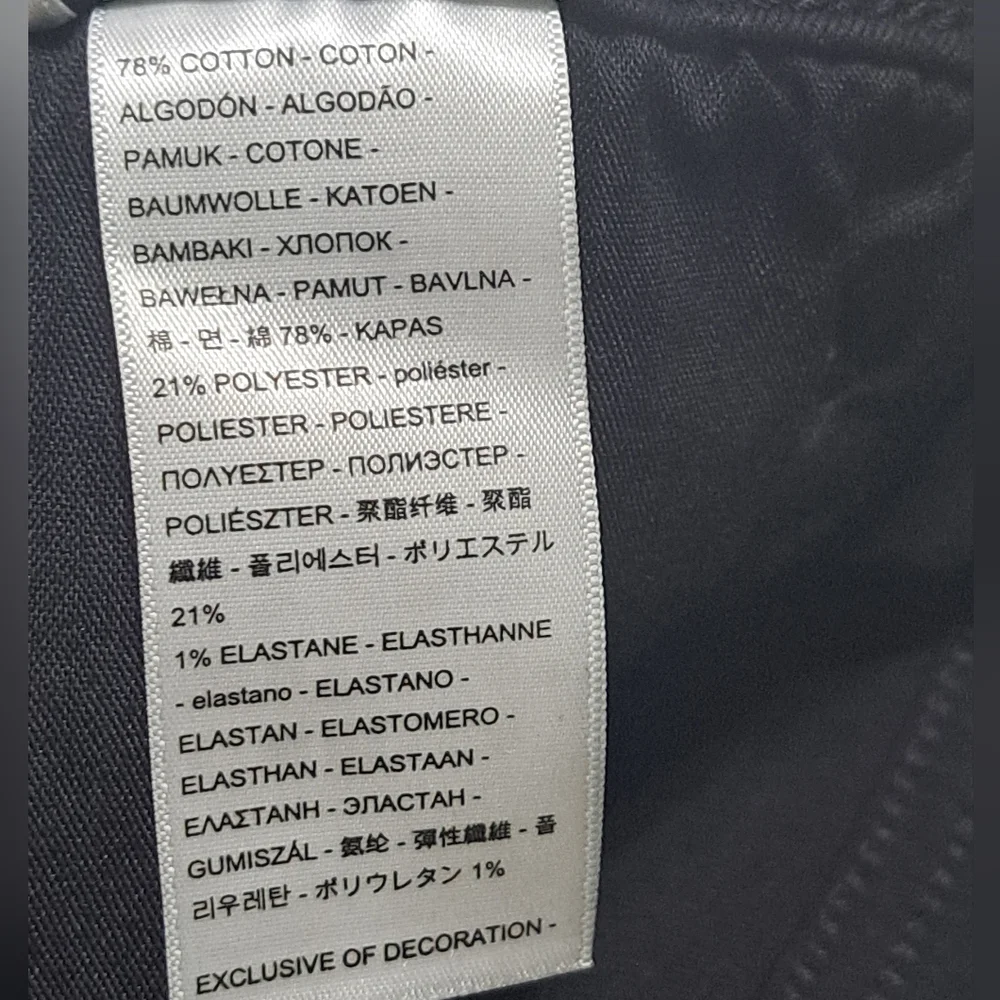 78% COTTON - COTON -
ALGODÓN - ALGODÃO -
PAMUK - COTONE -
BAUMWOLLE - KATOEN -
BAMBAKI - ХЛОПОК -
BAWEŁNA - PAMUT - BAVLNA -
棉 - 면 - 綿 78% - KAPAS
21% POLYESTER - poliéster -
POLIESTER - POLIESTERE -
ΠΟΛΥΕΣΤΕΡ - ПОЛИЭСТЕР -
POLIÉSZTER - 聚酯纤维 - 聚酯
纖維 - 폴리에스터 - ポリエステル
21%
1% ELASTANE - ELASTHANNE
- elastano - ELASTANO -
ELASTAN - ELASTOMERO -
ELASTHAN - ELASTAAN -
ΕΛΑΣΤΑΝΗ - ЭЛАСТАН -
GUMISZÁL - 氨纶 - 彈性纖維 - 폴
리우레탄 - ポリウレタン 1%
EXCLUSIVE OF DECORATION -